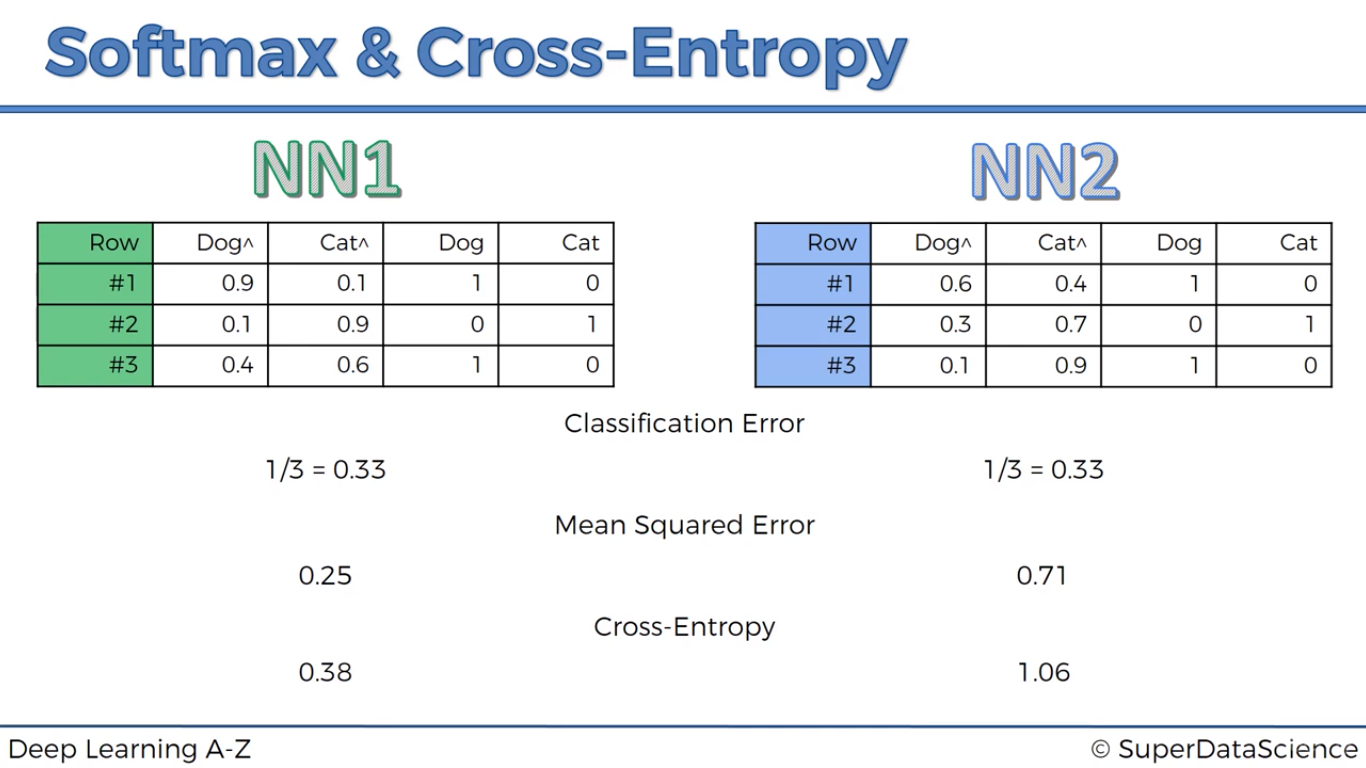 Softmax & Cross-Entropy
NN1
NN2
Row Dog^ Cat^ Dog Cat
#1 0.9 0.1 1 0
#2 0.1 0.9 0 1
#3 0.4 0.6 1 0
Row Dog^ Cat^ Dog Cat
#1 0.6 0.4 1 0
#2 0.3 0.7 0 1
#3 0.1 0.9 1 0
Classification Error
1/3 = 0.33
1/3 = 0.33
Mean Squared Error
0.25
0.71
Cross-Entropy
0.38
1.06
Deep Learning A-Z
© SuperDataScience